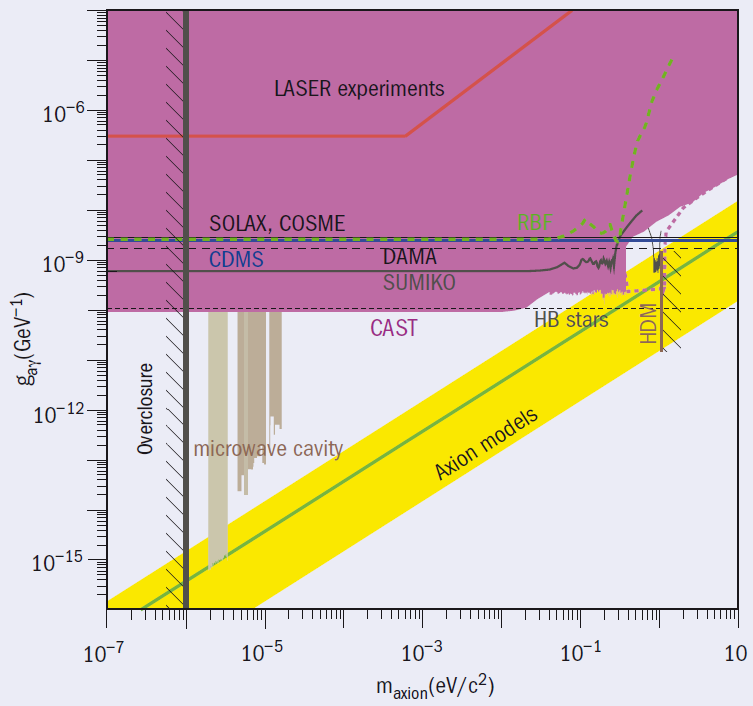 LASER experiments
10⁻⁶
SOLAX, COSME
RBF
CDMS
DAMA
10⁻⁹
SUMIKO
g_aγ(GeV⁻¹)
CAST
HB stars
HDM
Overclosure
10⁻¹²
microwave cavity
Axion models
10⁻¹⁵
10⁻⁷ 10⁻⁵ 10⁻³ 10⁻¹ 10
m_axion(eV/c²)